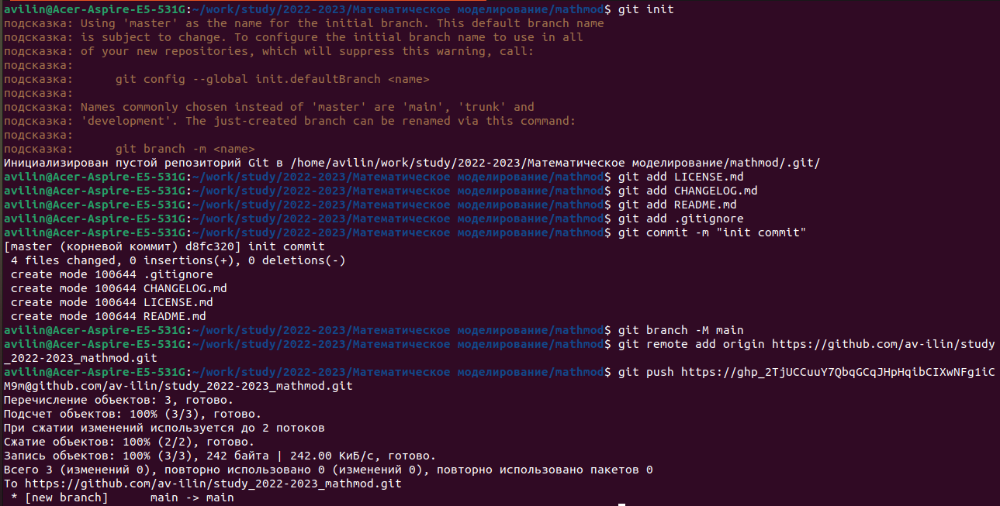 avilin@Acer-Aspire-E5-531G:~/work/study/2022-2023/Математическое моделирование/mathmod$ git init
подсказка: Using 'master' as the name for the initial branch. This default branch name
подсказка: is subject to change. To configure the initial branch name to use in all
подсказка: of your new repositories, which will suppress this warning, call:
подсказка:
подсказка:      git config --global init.defaultBranch <name>
подсказка:
подсказка: Names commonly chosen instead of 'master' are 'main', 'trunk' and
подсказка: 'development'. The just-created branch can be renamed via this command:
подсказка:
подсказка:      git branch -m <name>
Инициализирован пустой репозиторий Git в /home/avilin/work/study/2022-2023/Математическое моделирование/mathmod/.git/
avilin@Acer-Aspire-E5-531G:~/work/study/2022-2023/Математическое моделирование/mathmod$ git add LICENSE.md
avilin@Acer-Aspire-E5-531G:~/work/study/2022-2023/Математическое моделирование/mathmod$ git add CHANGELOG.md
avilin@Acer-Aspire-E5-531G:~/work/study/2022-2023/Математическое моделирование/mathmod$ git add README.md
avilin@Acer-Aspire-E5-531G:~/work/study/2022-2023/Математическое моделирование/mathmod$ git add .gitignore
avilin@Acer-Aspire-E5-531G:~/work/study/2022-2023/Математическое моделирование/mathmod$ git commit -m "init commit"
[master (корневой коммит) d8fc320] init commit
 4 files changed, 0 insertions(+), 0 deletions(-)
 create mode 100644 .gitignore
 create mode 100644 CHANGELOG.md
 create mode 100644 LICENSE.md
 create mode 100644 README.md
avilin@Acer-Aspire-E5-531G:~/work/study/2022-2023/Математическое моделирование/mathmod$ git branch -M main
avilin@Acer-Aspire-E5-531G:~/work/study/2022-2023/Математическое моделирование/mathmod$ git remote add origin https://github.com/av-ilin/study
_2022-2023_mathmod.git
avilin@Acer-Aspire-E5-531G:~/work/study/2022-2023/Математическое моделирование/mathmod$ git push https://ghp_2TjUCCuuY7QbqGCqJHpHqibCIXwNFg1iC
M9m@github.com/av-ilin/study_2022-2023_mathmod.git
Перечисление объектов: 3, готово.
Подсчет объектов: 100% (3/3), готово.
При сжатии изменений используется до 2 потоков
Сжатие объектов: 100% (2/2), готово.
Запись объектов: 100% (3/3), 242 байта | 242.00 КиБ/с, готово.
Всего 3 (изменений 0), повторно использовано 0 (изменений 0), повторно использовано пакетов 0
To https://github.com/av-ilin/study_2022-2023_mathmod.git
 * [new branch]      main -> main